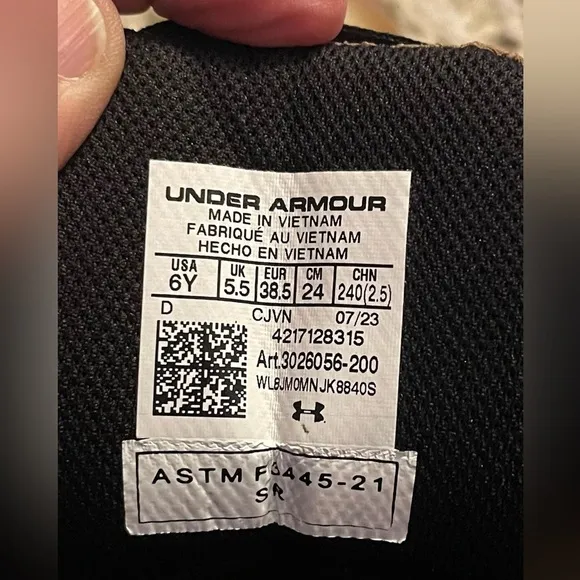 UNDER ARMOUR
MADE IN VIETNAM
FABRIQUÉ AU VIETNAM
HECHO EN VIETNAM
USA UK EUR CM CHN
6Y 5.5 38.5 24 240(2.5)
D CJVN 07/23
4217128315
Art.3026056-200
WL8JM0MNJK8840S
ASTM F3445-21
SR